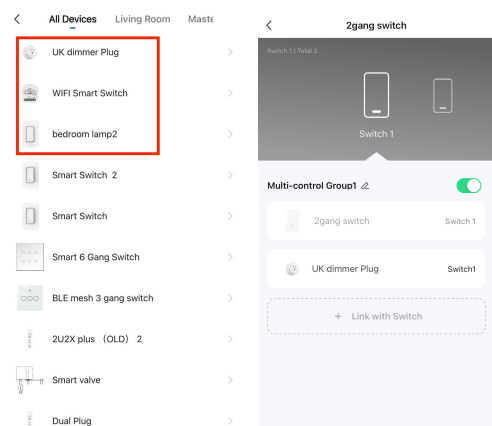 All Devices Living Room Maste
UK dimmer Plug
WIFI Smart Switch
bedroom lamp2
Smart Switch 2
Smart Switch
Smart 6 Gang Switch
BLE mesh 3 gang switch
2U2X plus （OLD） 2
Smart valve
Dual Plug
2gang switch
Switch 1 | Total 2
Switch 1
Multi-control Group1
2gang switch Switch 1
UK dimmer Plug Switch1
+ Link with Switch